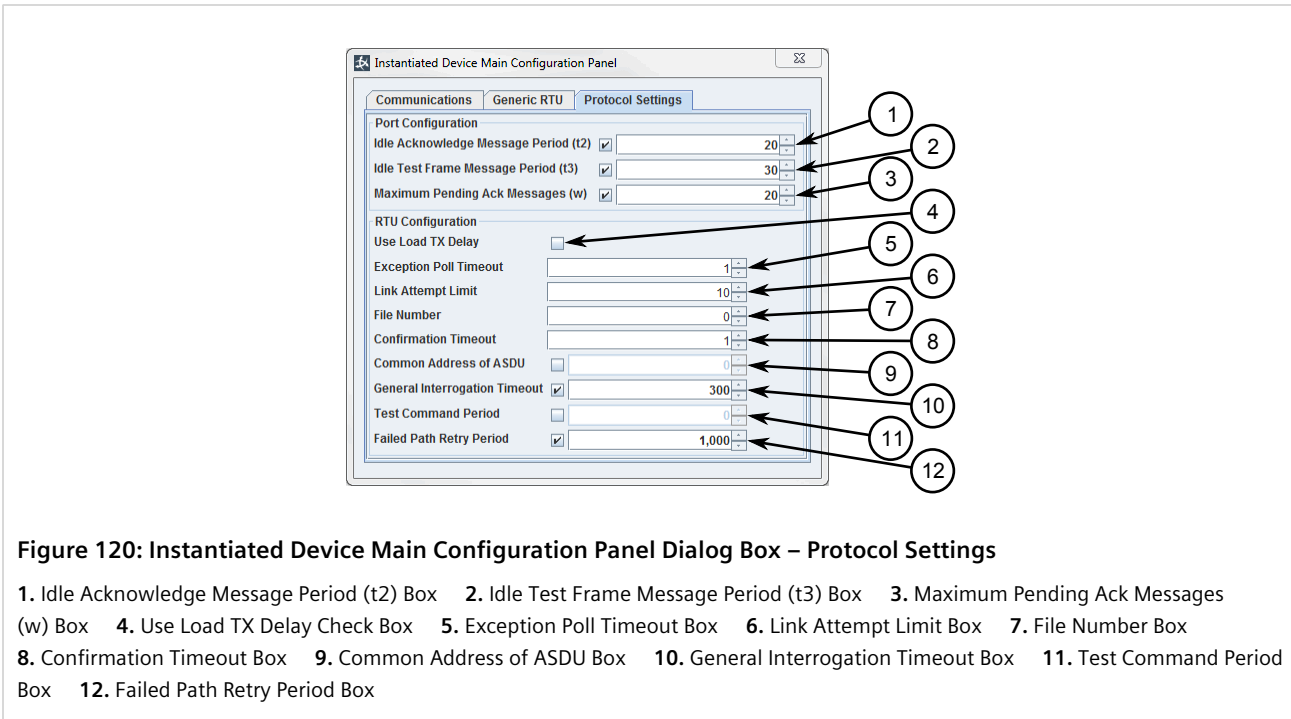 Instantiated Device Main Configuration Panel
Communications Generic RTU Protocol Settings
Port Configuration
Idle Acknowledge Message Period (t2) 20
Idle Test Frame Message Period (t3) 30
Maximum Pending Ack Messages (w) 20
RTU Configuration
Use Load TX Delay
Exception Poll Timeout 1
Link Attempt Limit 10
File Number 0
Confirmation Timeout 1
Common Address of ASDU 0
General Interrogation Timeout 300
Test Command Period 0
Failed Path Retry Period 1,000
1
2
3
4
5
6
7
8
9
10
11
12
Figure 120: Instantiated Device Main Configuration Panel Dialog Box – Protocol Settings
1. Idle Acknowledge Message Period (t2) Box 2. Idle Test Frame Message Period (t3) Box 3. Maximum Pending Ack Messages
(w) Box 4. Use Load TX Delay Check Box 5. Exception Poll Timeout Box 6. Link Attempt Limit Box 7. File Number Box
8. Confirmation Timeout Box 9. Common Address of ASDU Box 10. General Interrogation Timeout Box 11. Test Command Period
Box 12. Failed Path Retry Period Box